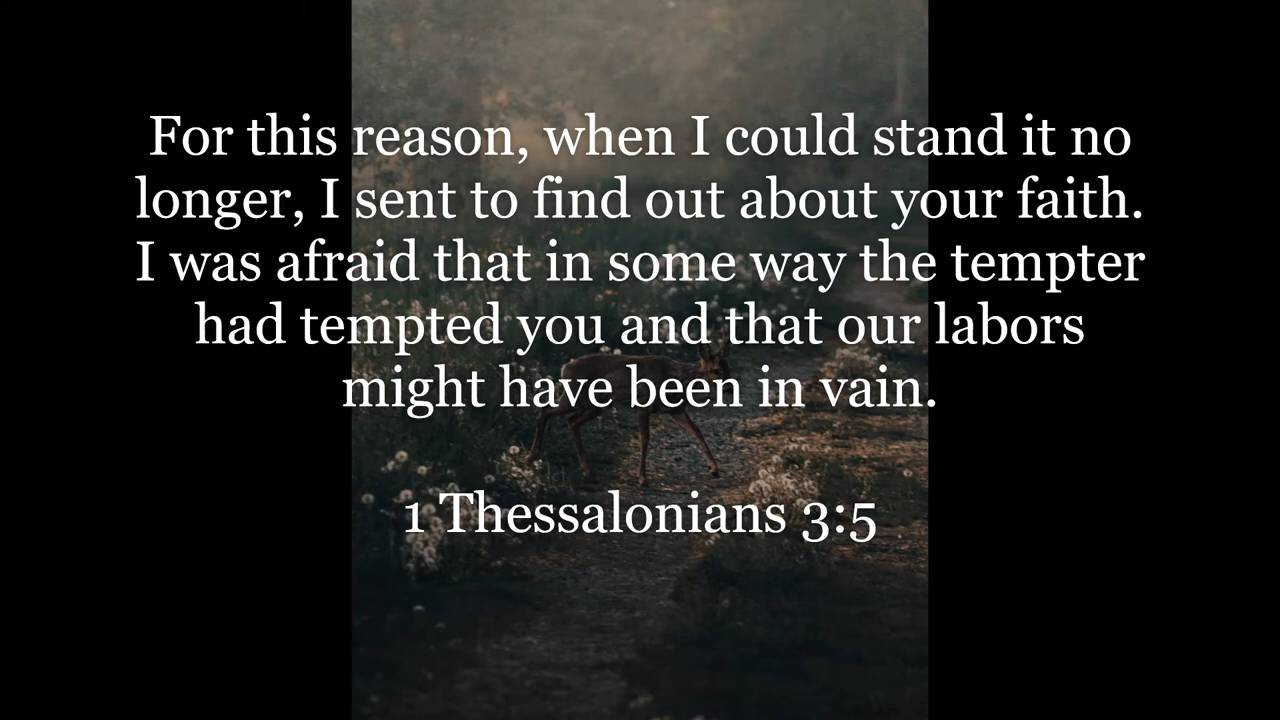 For this reason, when I could stand it no
longer, I sent to find out about your faith.
I was afraid that in some way the tempter
had tempted you and that our labors
might have been in vain.
1 Thessalonians 3:5